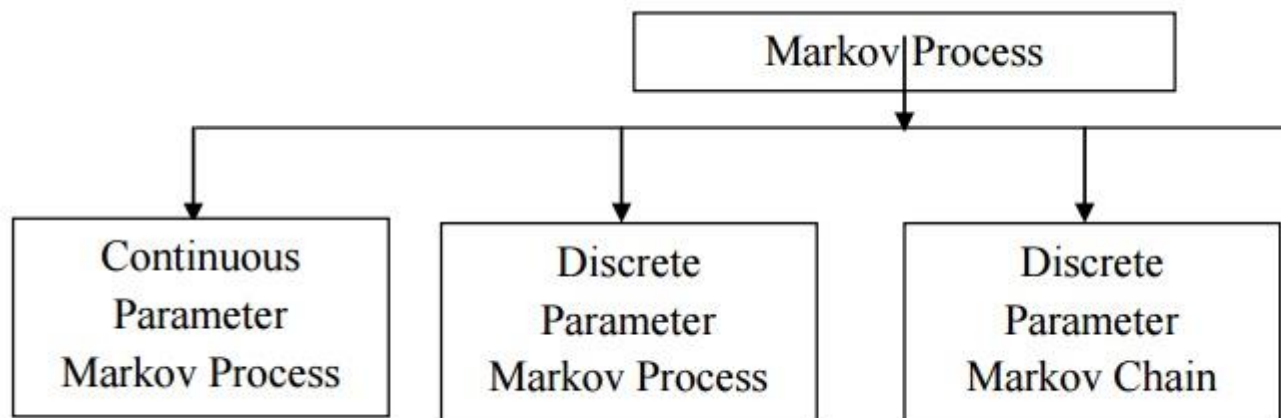 Markov Process
Continuous
Parameter
Markov Process
Discrete
Parameter
Markov Process
Discrete
Parameter
Markov Chain